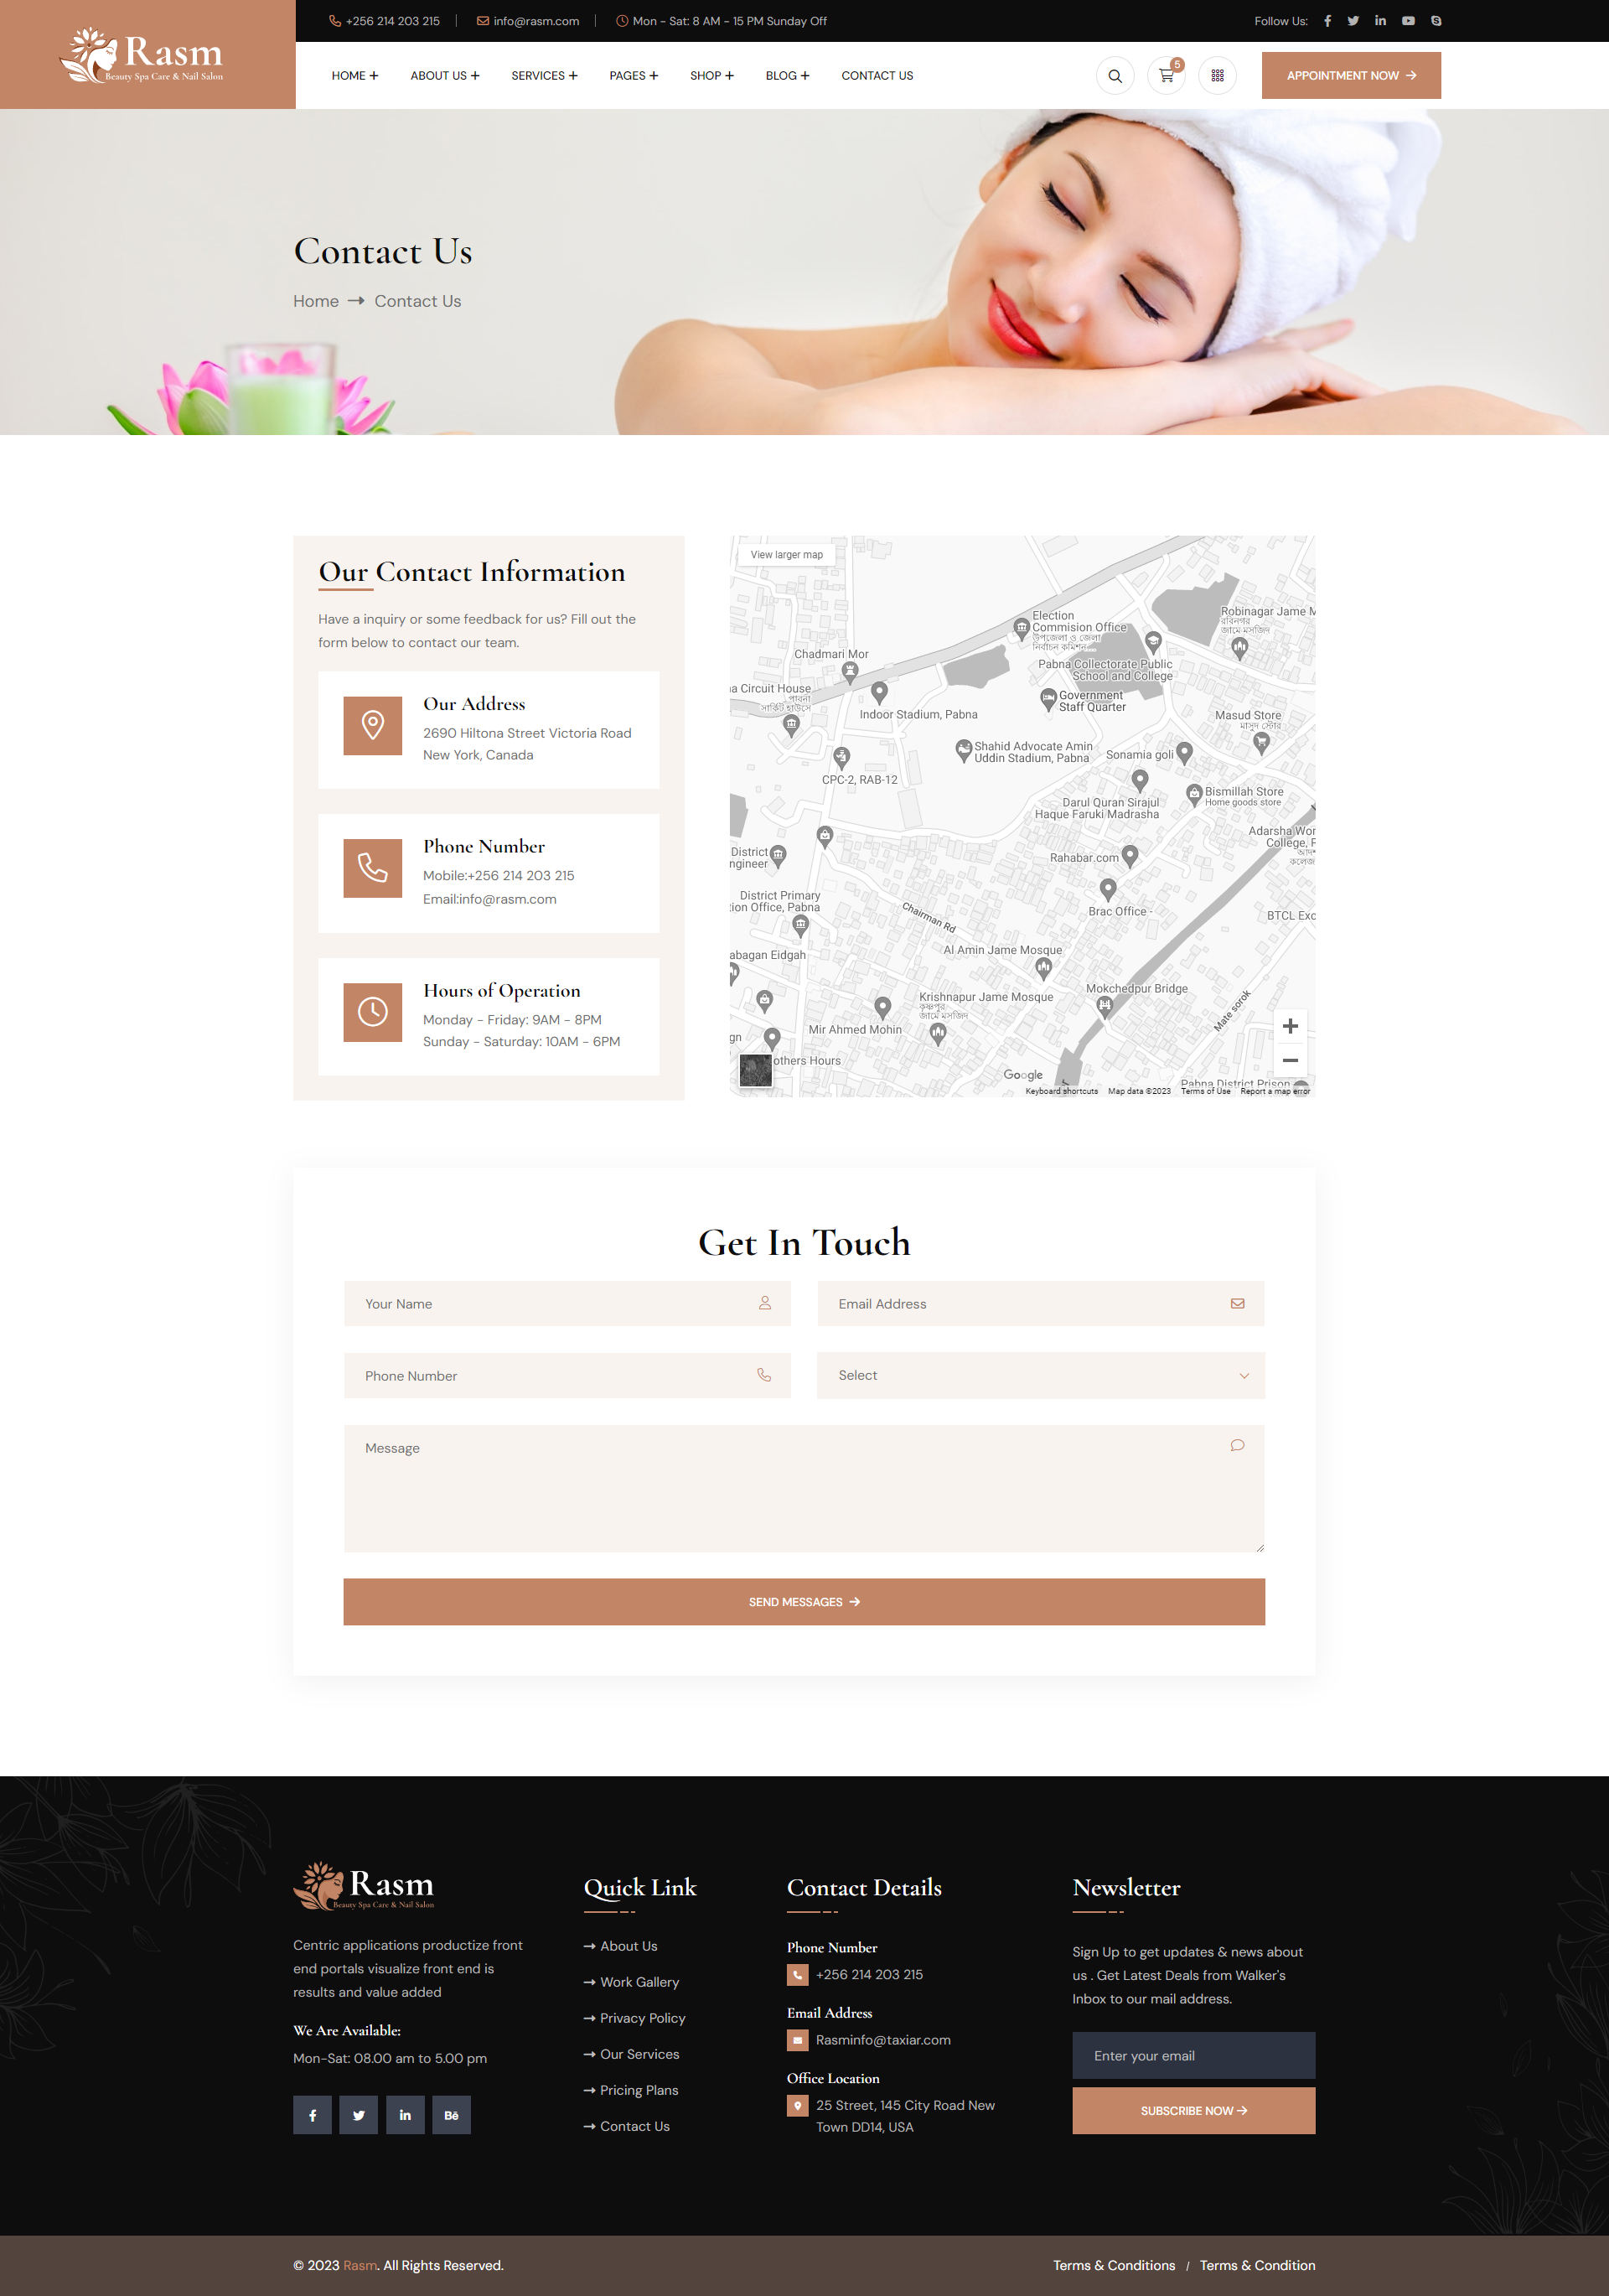 Rasm
Beauty Spa Care & Nail Salon
+256 214 203 215
info@rasm.com
Mon - Sat: 8 AM - 15 PM Sunday Off
Follow Us:
HOME
ABOUT US
SERVICES
PAGES
SHOP
BLOG
CONTACT US
5
APPOINTMENT NOW
Contact Us
Home
Contact Us
Our Contact Information
Have a inquiry or some feedback for us? Fill out the
form below to contact our team.
Our Address
2690 Hiltona Street Victoria Road
New York, Canada
Phone Number
Mobile:+256 214 203 215
Email:info@rasm.com
Hours of Operation
Monday - Friday: 9AM - 8PM
Sunday - Saturday: 10AM - 6PM
View larger map
Election
Commision Office
উপজেলা ও জেলা
নির্বাচন কমিশন...
Robinagar Jame M
রবিনগর
জামে মসজিদ
Chadmari Mor
Pabna Collectorate Public
School and College
a Circuit House
পাবনা
সার্কিট হাউসে
Indoor Stadium, Pabna
Government
Staff Quarter
Masud Store
মাসুদ স্টোর
Shahid Advocate Amin
Uddin Stadium, Pabna
Sonamia goli
CPC-2, RAB-12
Bismillah Store
Home goods store
Darul Quran Sirajul
Haque Faruki Madrasha
Adarsha Wor
College, P
আদশ
কলেজ
District
ngineer
Rahabar.com
District Primary
ion Office, Pabna
Chairman Rd
Brac Office -
BTCL Exc
abagan Eidgah
Al Amin Jame Mosque
Krishnapur Jame Mosque
কৃষ্ণপুর
জামে মসজিদ
Mokchedpur Bridge
Mate sorok
Mir Ahmed Mohin
gn
others Hours
Google
Pabna District Prison
Keyboard shortcuts
Map data ©2023
Terms of Use
Report a map error
Get In Touch
Your Name
Email Address
Phone Number
Select
Message
SEND MESSAGES
Rasm
Beauty Spa Care & Nail Salon
Centric applications productize front
end portals visualize front end is
results and value added
We Are Available:
Mon-Sat: 08.00 am to 5.00 pm
Bē
Quick Link
About Us
Work Gallery
Privacy Policy
Our Services
Pricing Plans
Contact Us
Contact Details
Phone Number
+256 214 203 215
Email Address
Rasminfo@taxiar.com
Office Location
25 Street, 145 City Road New
Town DD14, USA
Newsletter
Sign Up to get updates & news about
us . Get Latest Deals from Walker's
Inbox to our mail address.
Enter your email
SUBSCRIBE NOW
© 2023 Rasm. All Rights Reserved.
Terms & Conditions / Terms & Condition